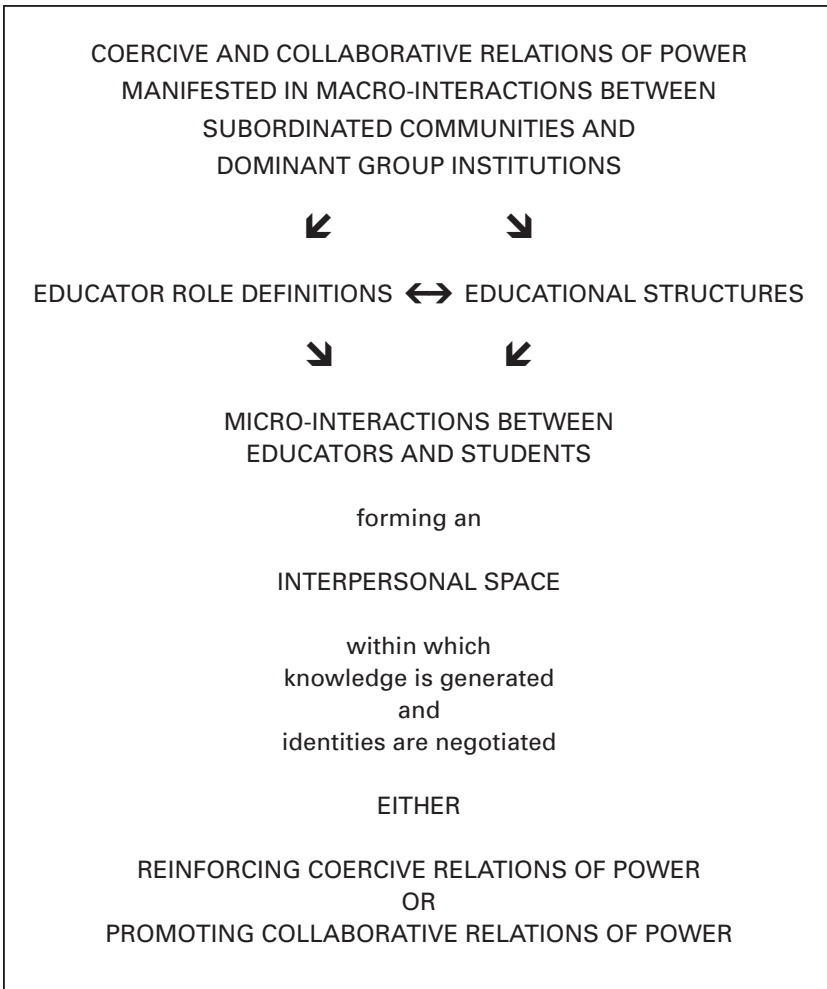 COERCIVE AND COLLABORATIVE RELATIONS OF POWER
MANIFESTED IN MACRO-INTERACTIONS BETWEEN
SUBORDINATED COMMUNITIES AND
DOMINANT GROUP INSTITUTIONS
EDUCATOR ROLE DEFINITIONS ↔ EDUCATIONAL STRUCTURES
MICRO-INTERACTIONS BETWEEN
EDUCATORS AND STUDENTS
forming an
INTERPERSONAL SPACE
within which
knowledge is generated
and
identities are negotiated
EITHER
REINFORCING COERCIVE RELATIONS OF POWER
OR
PROMOTING COLLABORATIVE RELATIONS OF POWER